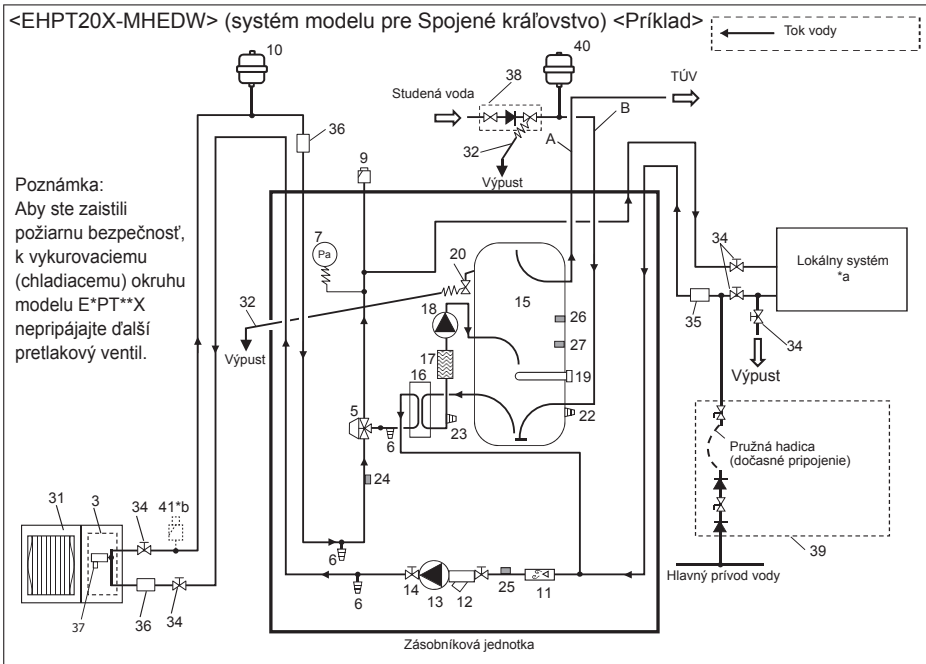 <EHPT20X-MHEDW> (systém modelu pre Spojené kráľovstvo) <Príklad>
Tok vody
10
40
38
TÚV
Studená voda
B
A
36
32
9
Výpust
Poznámka:
Aby ste zaistili
požiarnu bezpečnosť,
k vykurovaciemu
(chladiacemu) okruhu
modelu E*PT**X
nepripájajte ďalší
pretlakový ventil.
7
Pa
20
34
Lokálny systém
*a
15
32
18
26
35
34
27
Výpust
17
Výpust
16
19
5
22
23
6
Pružná hadica
(dočasné pripojenie)
24
31
3
41*b
34
6
39
6
14
13
12
25
11
Hlavný prívod vody
37
36
34
Zásobníková jednotka